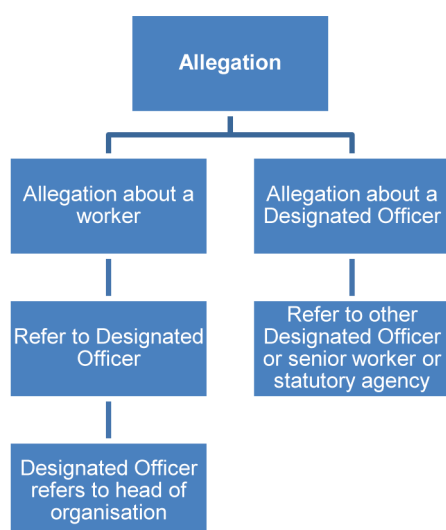 Allegation
Allegation about a
worker
Allegation about a
Designated Officer
Refer to Designated
Officer
Refer to other
Designated Officer
or senior worker or
statutory agency
Designated Officer
refers to head of
organisation